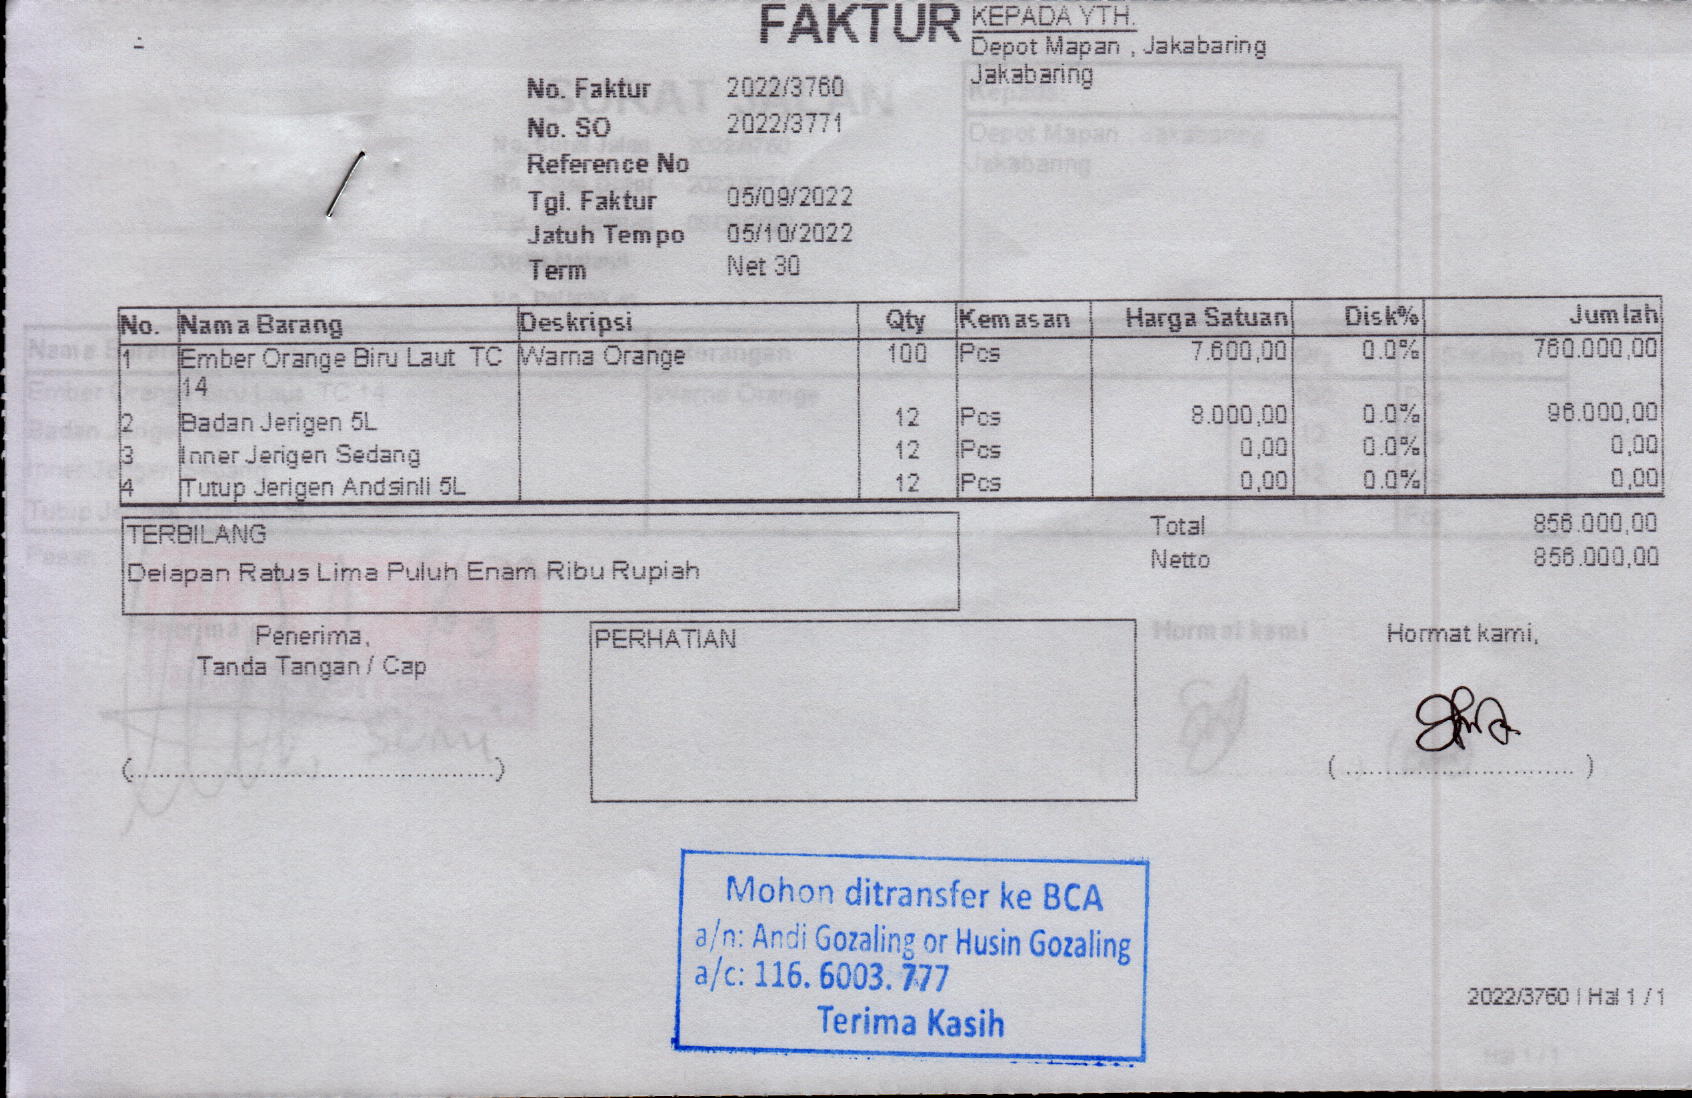 FAKTUR
KEPADA YTH.
Depot Mapan , Jakabaring
Jakabaring
No. Faktur 2022/3760
No. SO 2022/3771
Reference No
Tgl. Faktur 05/09/2022
Jatuh Tempo 05/10/2022
Term Net 30
No. Nama Barang Deskripsi Qty Kemasan Harga Satuan Disk% Jumlah
1 Ember Orange Biru Laut TC Warna Orange 100 Pcs 7.600,00 0.0% 760.000,00
14
2 Badan Jerigen 5L 12 Pcs 8.000,00 0.0% 96.000,00
3 Inner Jerigen Sedang 12 Pcs 0,00 0.0% 0,00
4 Tutup Jerigen Andsinli 5L 12 Pcs 0,00 0.0% 0,00
TERBILANG
Delapan Ratus Lima Puluh Enam Ribu Rupiah
Total 856.000,00
Netto 856.000,00
Penerima,
Tanda Tangan / Cap
(....................................................)
PERHATIAN
Hormat kami,
( ................................. )
Mohon ditransfer ke BCA
a/n: Andi Gozaling or Husin Gozaling
a/c: 116. 6003. 777
Terima Kasih
2022/3760 | Hal 1 / 1